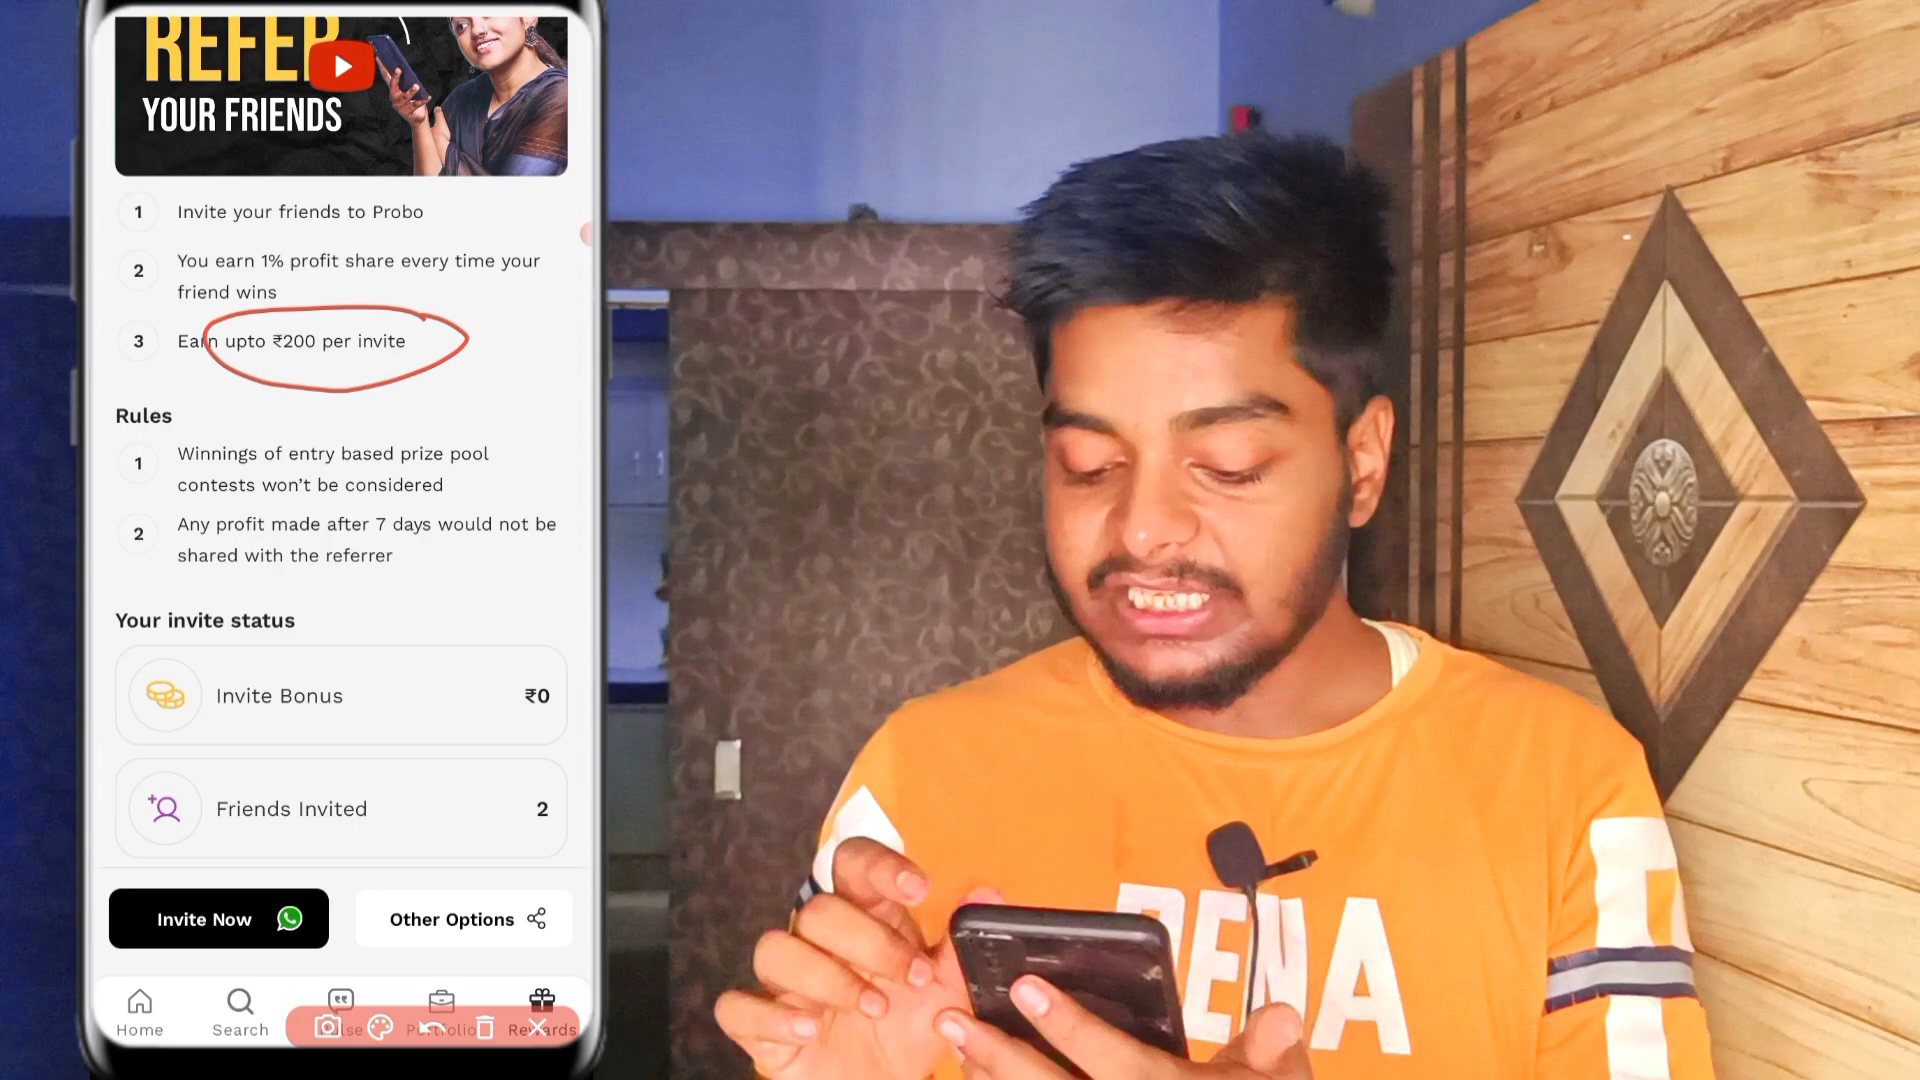 REFER
YOUR FRIENDS
1 Invite your friends to Probo
2 You earn 1% profit share every time your
friend wins
3 Earn upto ₹200 per invite
Rules
1 Winnings of entry based prize pool
contests won’t be considered
2 Any profit made after 7 days would not be
shared with the referrer
Your invite status
Invite Bonus ₹0
Friends Invited 2
Invite Now
Other Options
Home Search Portfolio Rewards